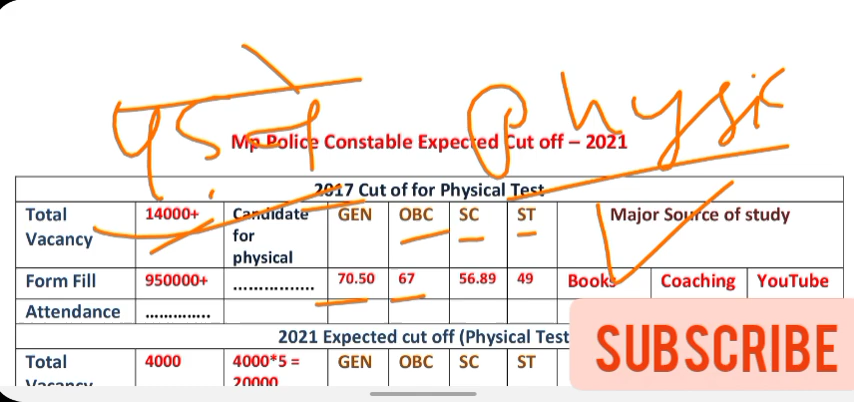 पढ़ने Physic
Mp Police Constable Expected Cut off – 2021
2017 Cut of for Physical Test
Total Vacancy 14000+ Candidate for physical GEN OBC SC ST Major Source of study
Form Fill 950000+ ................ 70.50 67 56.89 49 Books Coaching YouTube
Attendance .............
2021 Expected cut off (Physical Test
SUBSCRIBE
Total Vacancy 4000 4000*5 = 20000 GEN OBC SC ST